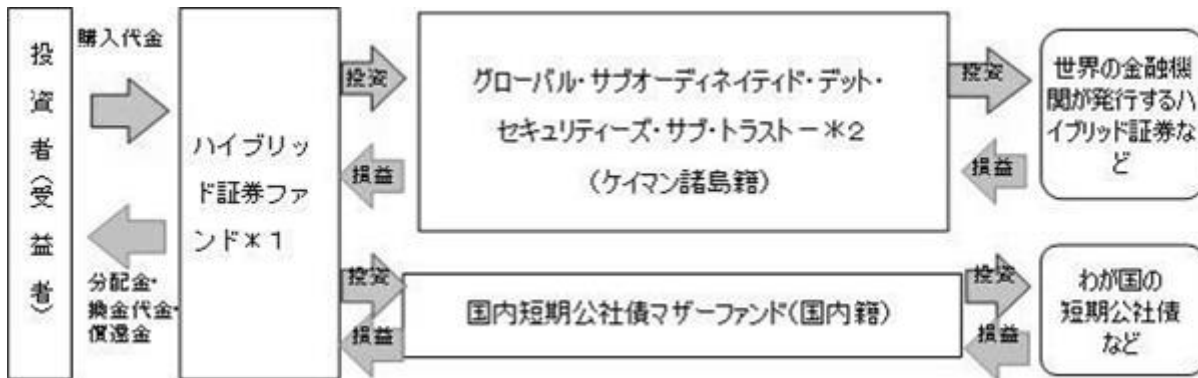 投資者(受益者)
購入代金
分配金・
換金代金・
償還金
ハイブリッ
ド証券ファ
ンド*1
投資
損益
グローバル・サブオーディネイティド・デット・
セキュリティーズ・サブ・トラスト-*2
(ケイマン諸島籍)
投資
損益
世界の金融機
関が発行するハ
イブリッド証券な
ど
投資
損益
国内短期公社債マザーファンド(国内籍)
投資
損益
わが国の
短期公社債
など